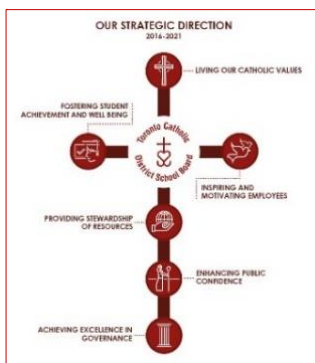 OUR STRATEGIC DIRECTION
2016-2021
LIVING OUR CATHOLIC VALUES
FOSTERING STUDENT
ACHIEVEMENT AND WELL BEING
Toronto Catholic
District School Board
INSPIRING AND
MOTIVATING EMPLOYEES
PROVIDING STEWARDSHIP
OF RESOURCES
ENHANCING PUBLIC
CONFIDENCE
ACHIEVING EXCELLENCE IN
GOVERNANCE